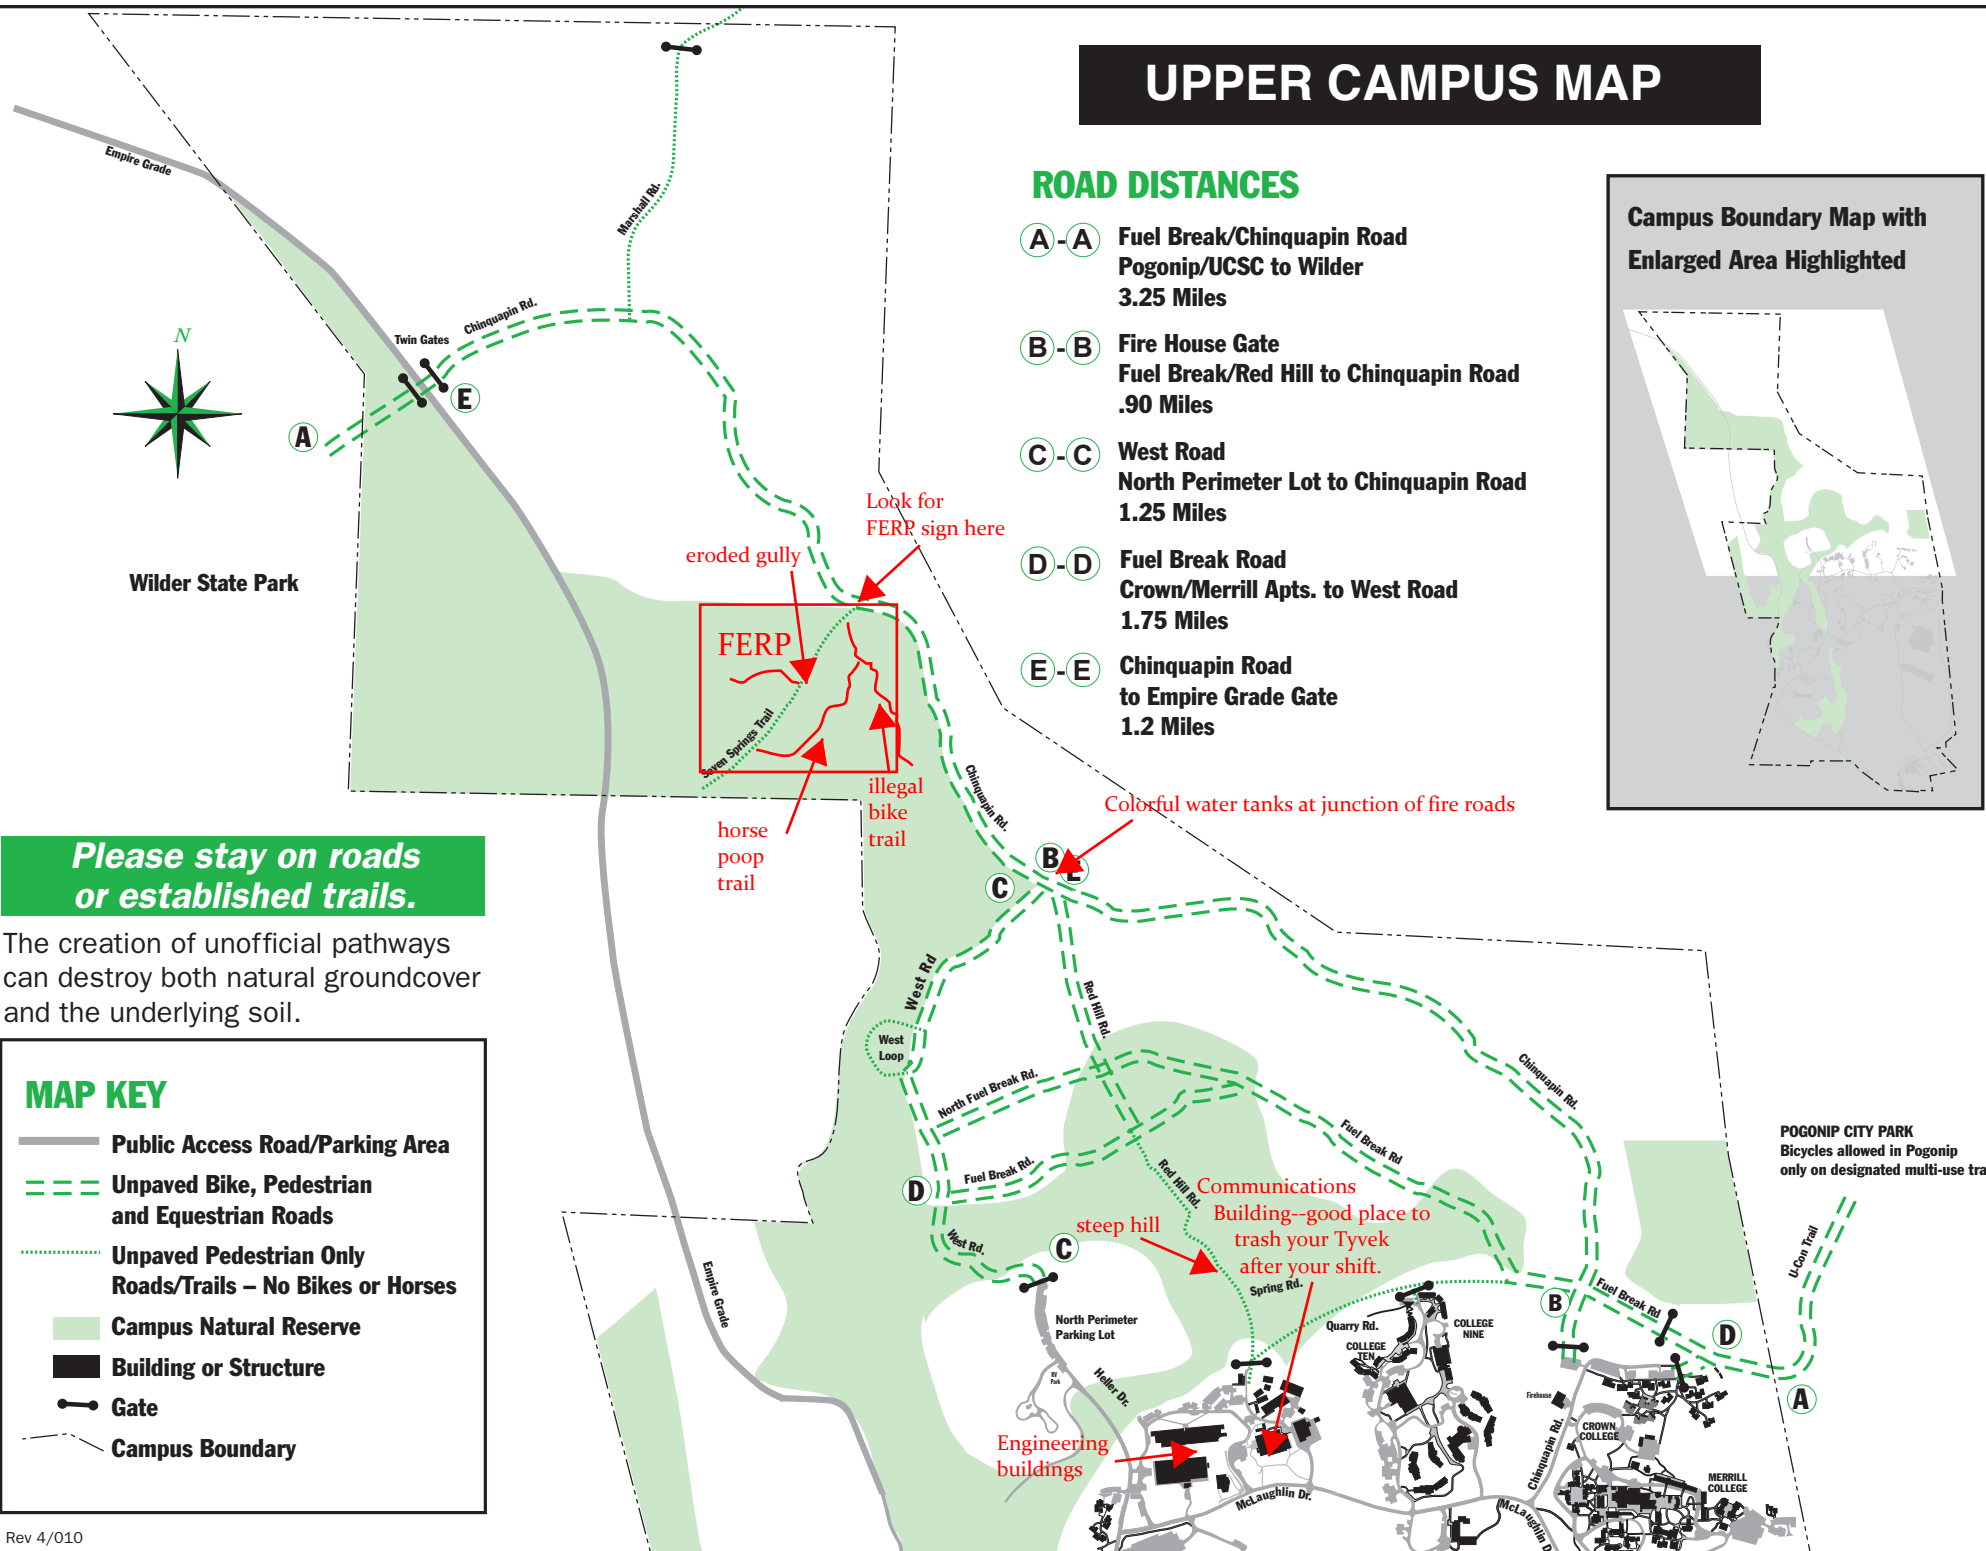 UPPER CAMPUS MAP
ROAD DISTANCES
A-A Fuel Break/Chinquapin Road
Pogonip/UCSC to Wilder
3.25 Miles
B-B Fire House Gate
Fuel Break/Red Hill to Chinquapin Road
.90 Miles
C-C West Road
North Perimeter Lot to Chinquapin Road
1.25 Miles
D-D Fuel Break Road
Crown/Merrill Apts. to West Road
1.75 Miles
E-E Chinquapin Road
to Empire Grade Gate
1.2 Miles
Campus Boundary Map with
Enlarged Area Highlighted
Empire Grade
Marshall Rd.
Chinquapin Rd.
Twin Gates
N
E
A
Wilder State Park
Look for
FERP sign here
eroded gully
FERP
Seven Springs Trail
illegal
bike
trail
horse
poop
trail
Chinquapin Rd.
Colorful water tanks at junction of fire roads
B
E
C
Please stay on roads
or established trails.
The creation of unofficial pathways
can destroy both natural groundcover
and the underlying soil.
MAP KEY
Public Access Road/Parking Area
Unpaved Bike, Pedestrian
and Equestrian Roads
Unpaved Pedestrian Only
Roads/Trails – No Bikes or Horses
Campus Natural Reserve
Building or Structure
Gate
Campus Boundary
Rev 4/010
West Rd
Red Hill Rd.
West
Loop
North Fuel Break Rd.
Chinquapin Rd.
Fuel Break Rd
Fuel Break Rd.
D
Red Hill Rd.
POGONIP CITY PARK
Bicycles allowed in Pogonip
only on designated multi-use tra
U-Con Trail
Communications
Building--good place to
trash your Tyvek
after your shift.
steep hill
West Rd.
C
Spring Rd.
Empire Grade
North Perimeter
Parking Lot
RV
Park
Heller Dr.
Quarry Rd.
COLLEGE
NINE
COLLEGE
TEN
B
Fuel Break Rd
D
A
Firehouse
Chinquapin Rd.
CROWN
COLLEGE
MERRILL
COLLEGE
Engineering
buildings
McLaughlin Dr.
McLaughlin D